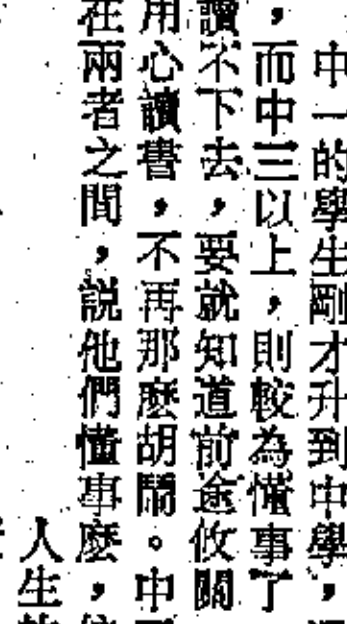 中一的學生剛才升到中學，
，而中三以上，則較為懂事了
讀不下去，要就知道前途攸關
用心讀書，不再那麼胡鬧。中
在兩者之間，說他們懂事麼，
人生